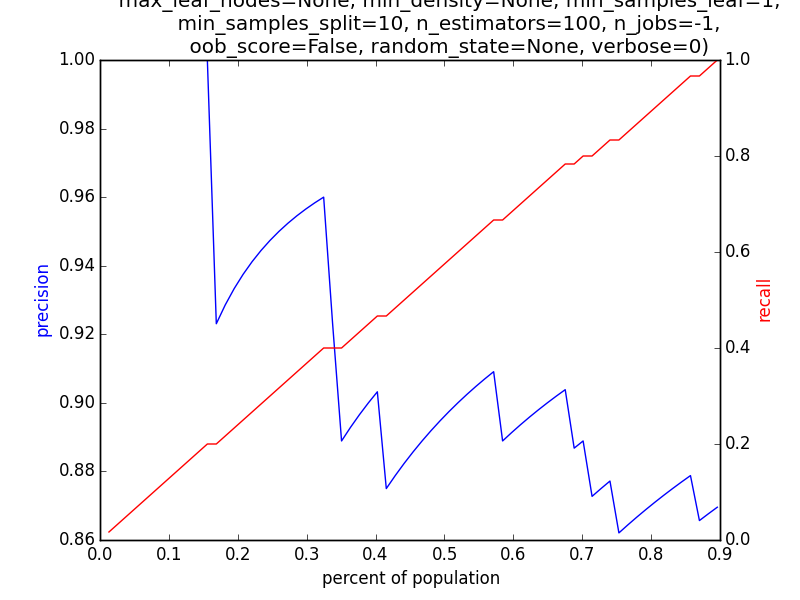 max_leaf_nodes=None, min_density=None, min_samples_leaf=1,
min_samples_split=10, n_estimators=100, n_jobs=-1,
oob_score=False, random_state=None, verbose=0)
1.00
0.98
0.96
0.94
0.92
0.90
0.88
0.86
precision
1.0
0.8
0.6
0.4
0.2
0.0
recall
0.0 0.1 0.2 0.3 0.4 0.5 0.6 0.7 0.8 0.9
percent of population